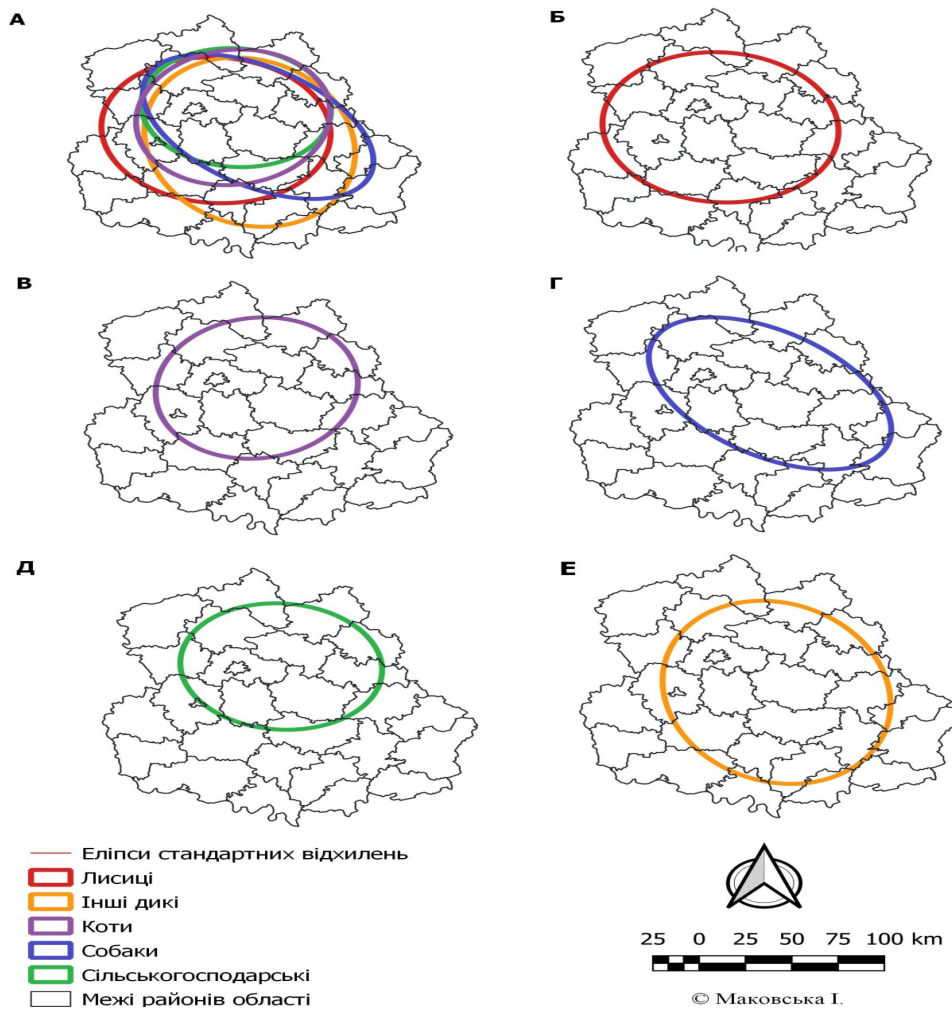 А
Б
В
Г
Д
Е
Еліпси стандартних відхилень
Лисиці
Інші дикі
Коти
Собаки
Сільськогосподарські
Межі районів області
25 0 25 50 75 100 km
© Маковська І.